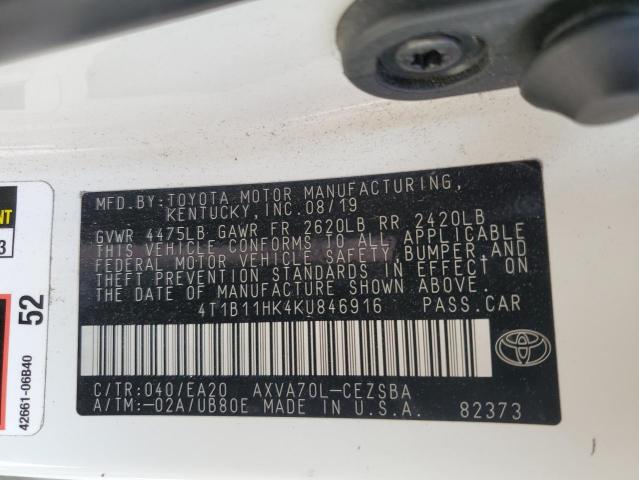 MFD.BY:TOYOTA MOTOR MANUFACTURING,
KENTUCKY, INC.08/19
GVWR 4475LB GAWR FR 2620LB RR 2420LB
THIS VEHICLE CONFORMS TO ALL APPLICABLE
FEDERAL MOTOR VEHICLE SAFETY, BUMPER,AND
THEFT PREVENTION STANDARDS IN EFFECT ON
THE DATE OF MANUFACTURE SHOWN ABOVE.
4T1B11HK4KU846916 PASS.CAR
C/TR:040/EA20 AXVA70L-CEZSBA
A/TM:-02A/UB80E MADE IN U.S.A. 82373
52
42661-06B40
3